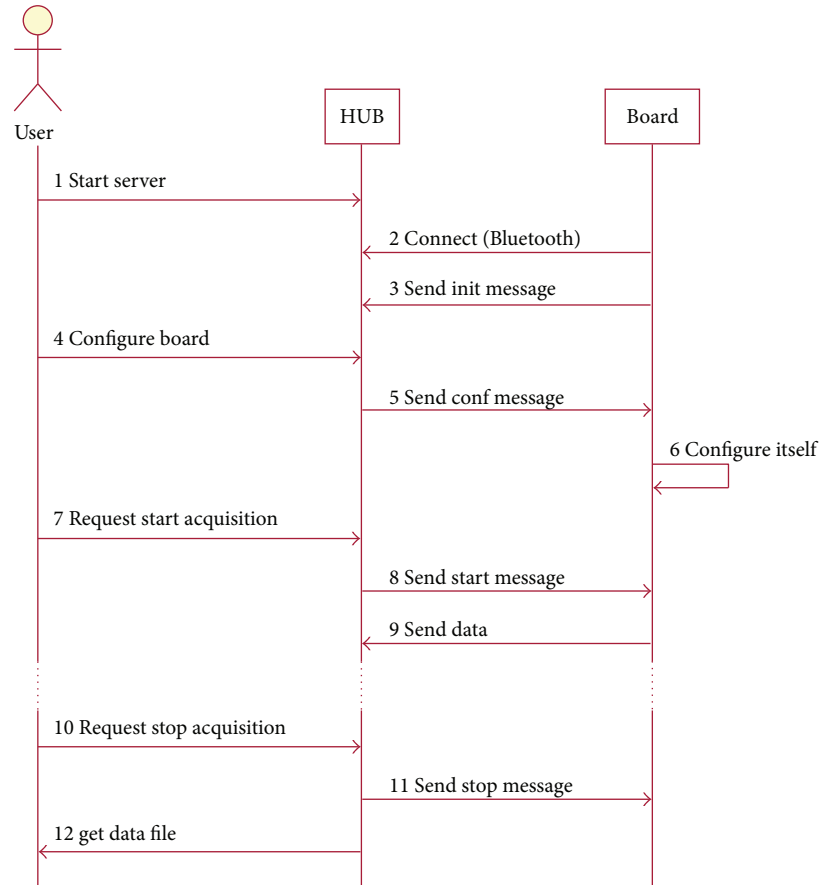 User
HUB
Board
1 Start server
2 Connect (Bluetooth)
3 Send init message
4 Configure board
5 Send conf message
6 Configure itself
7 Request start acquisition
8 Send start message
9 Send data
10 Request stop acquisition
11 Send stop message
12 get data file